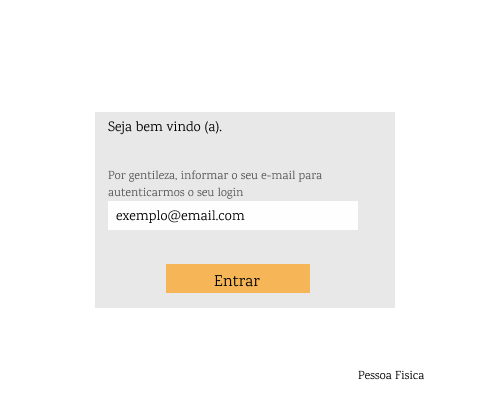 Seja bem vindo (a).
Por gentileza, informar o seu e-mail para
autenticarmos o seu login
exemplo@email.com
Entrar
Pessoa Fisica